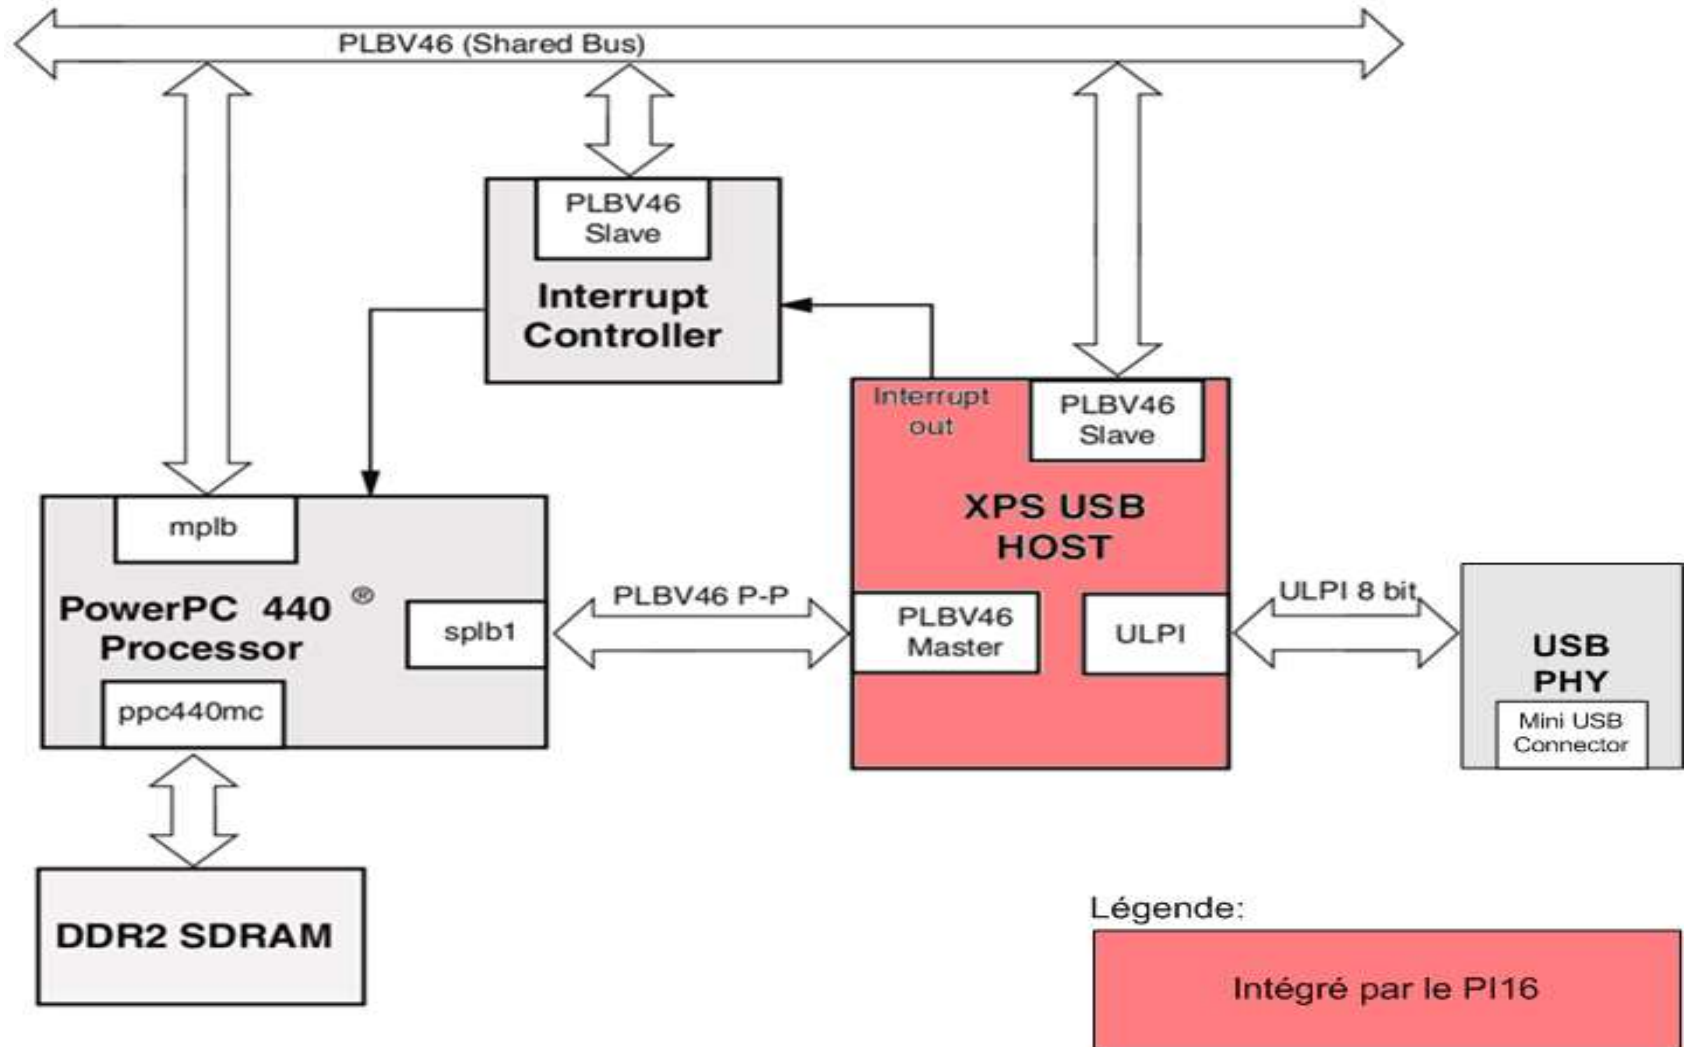 PLBV46 (Shared Bus)
PLBV46
Slave
Interrupt
Controller
Interrupt
out
PLBV46
Slave
XPS USB
HOST
mplb
PowerPC 440 ®
Processor
splb1
ppc440mc
PLBV46 P-P
PLBV46
Master
ULPI
ULPI 8 bit
USB
PHY
Mini USB
Connector
DDR2 SDRAM
Légende:
Intégré par le PI16